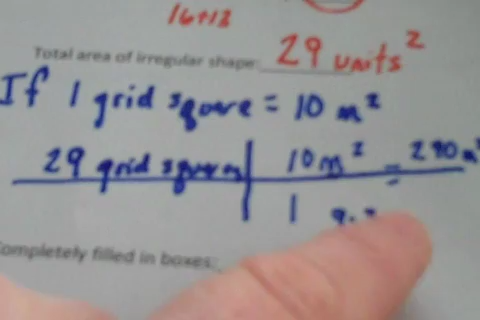 16+13
Total area of irregular shape: 29 units²
If 1 grid square = 10 m²
29 grid squares 10 m² = 290 m²
1 g.s
Completely filled in boxes: